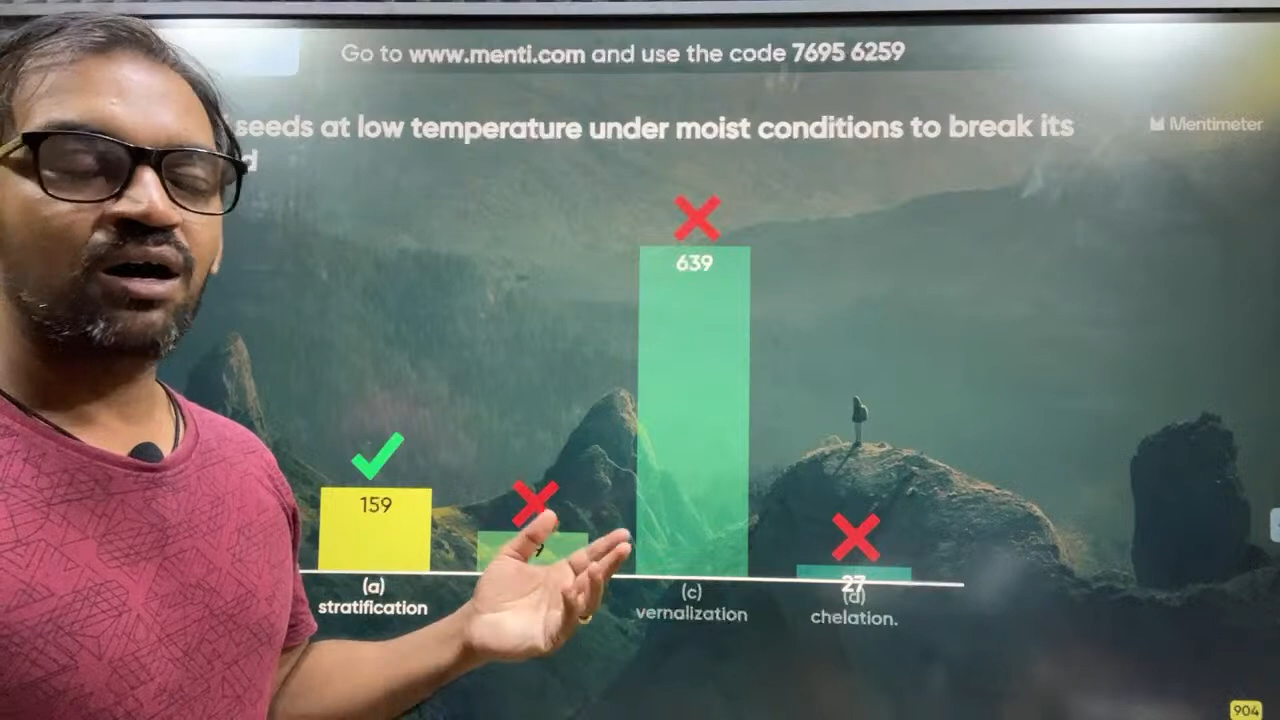 Go to www.menti.com and use the code 7695 6259
seeds at low temperature under moist conditions to break its
Mentimeter
639
159
27
(a)
stratification
(c)
vernalization
(d)
chelation.
904